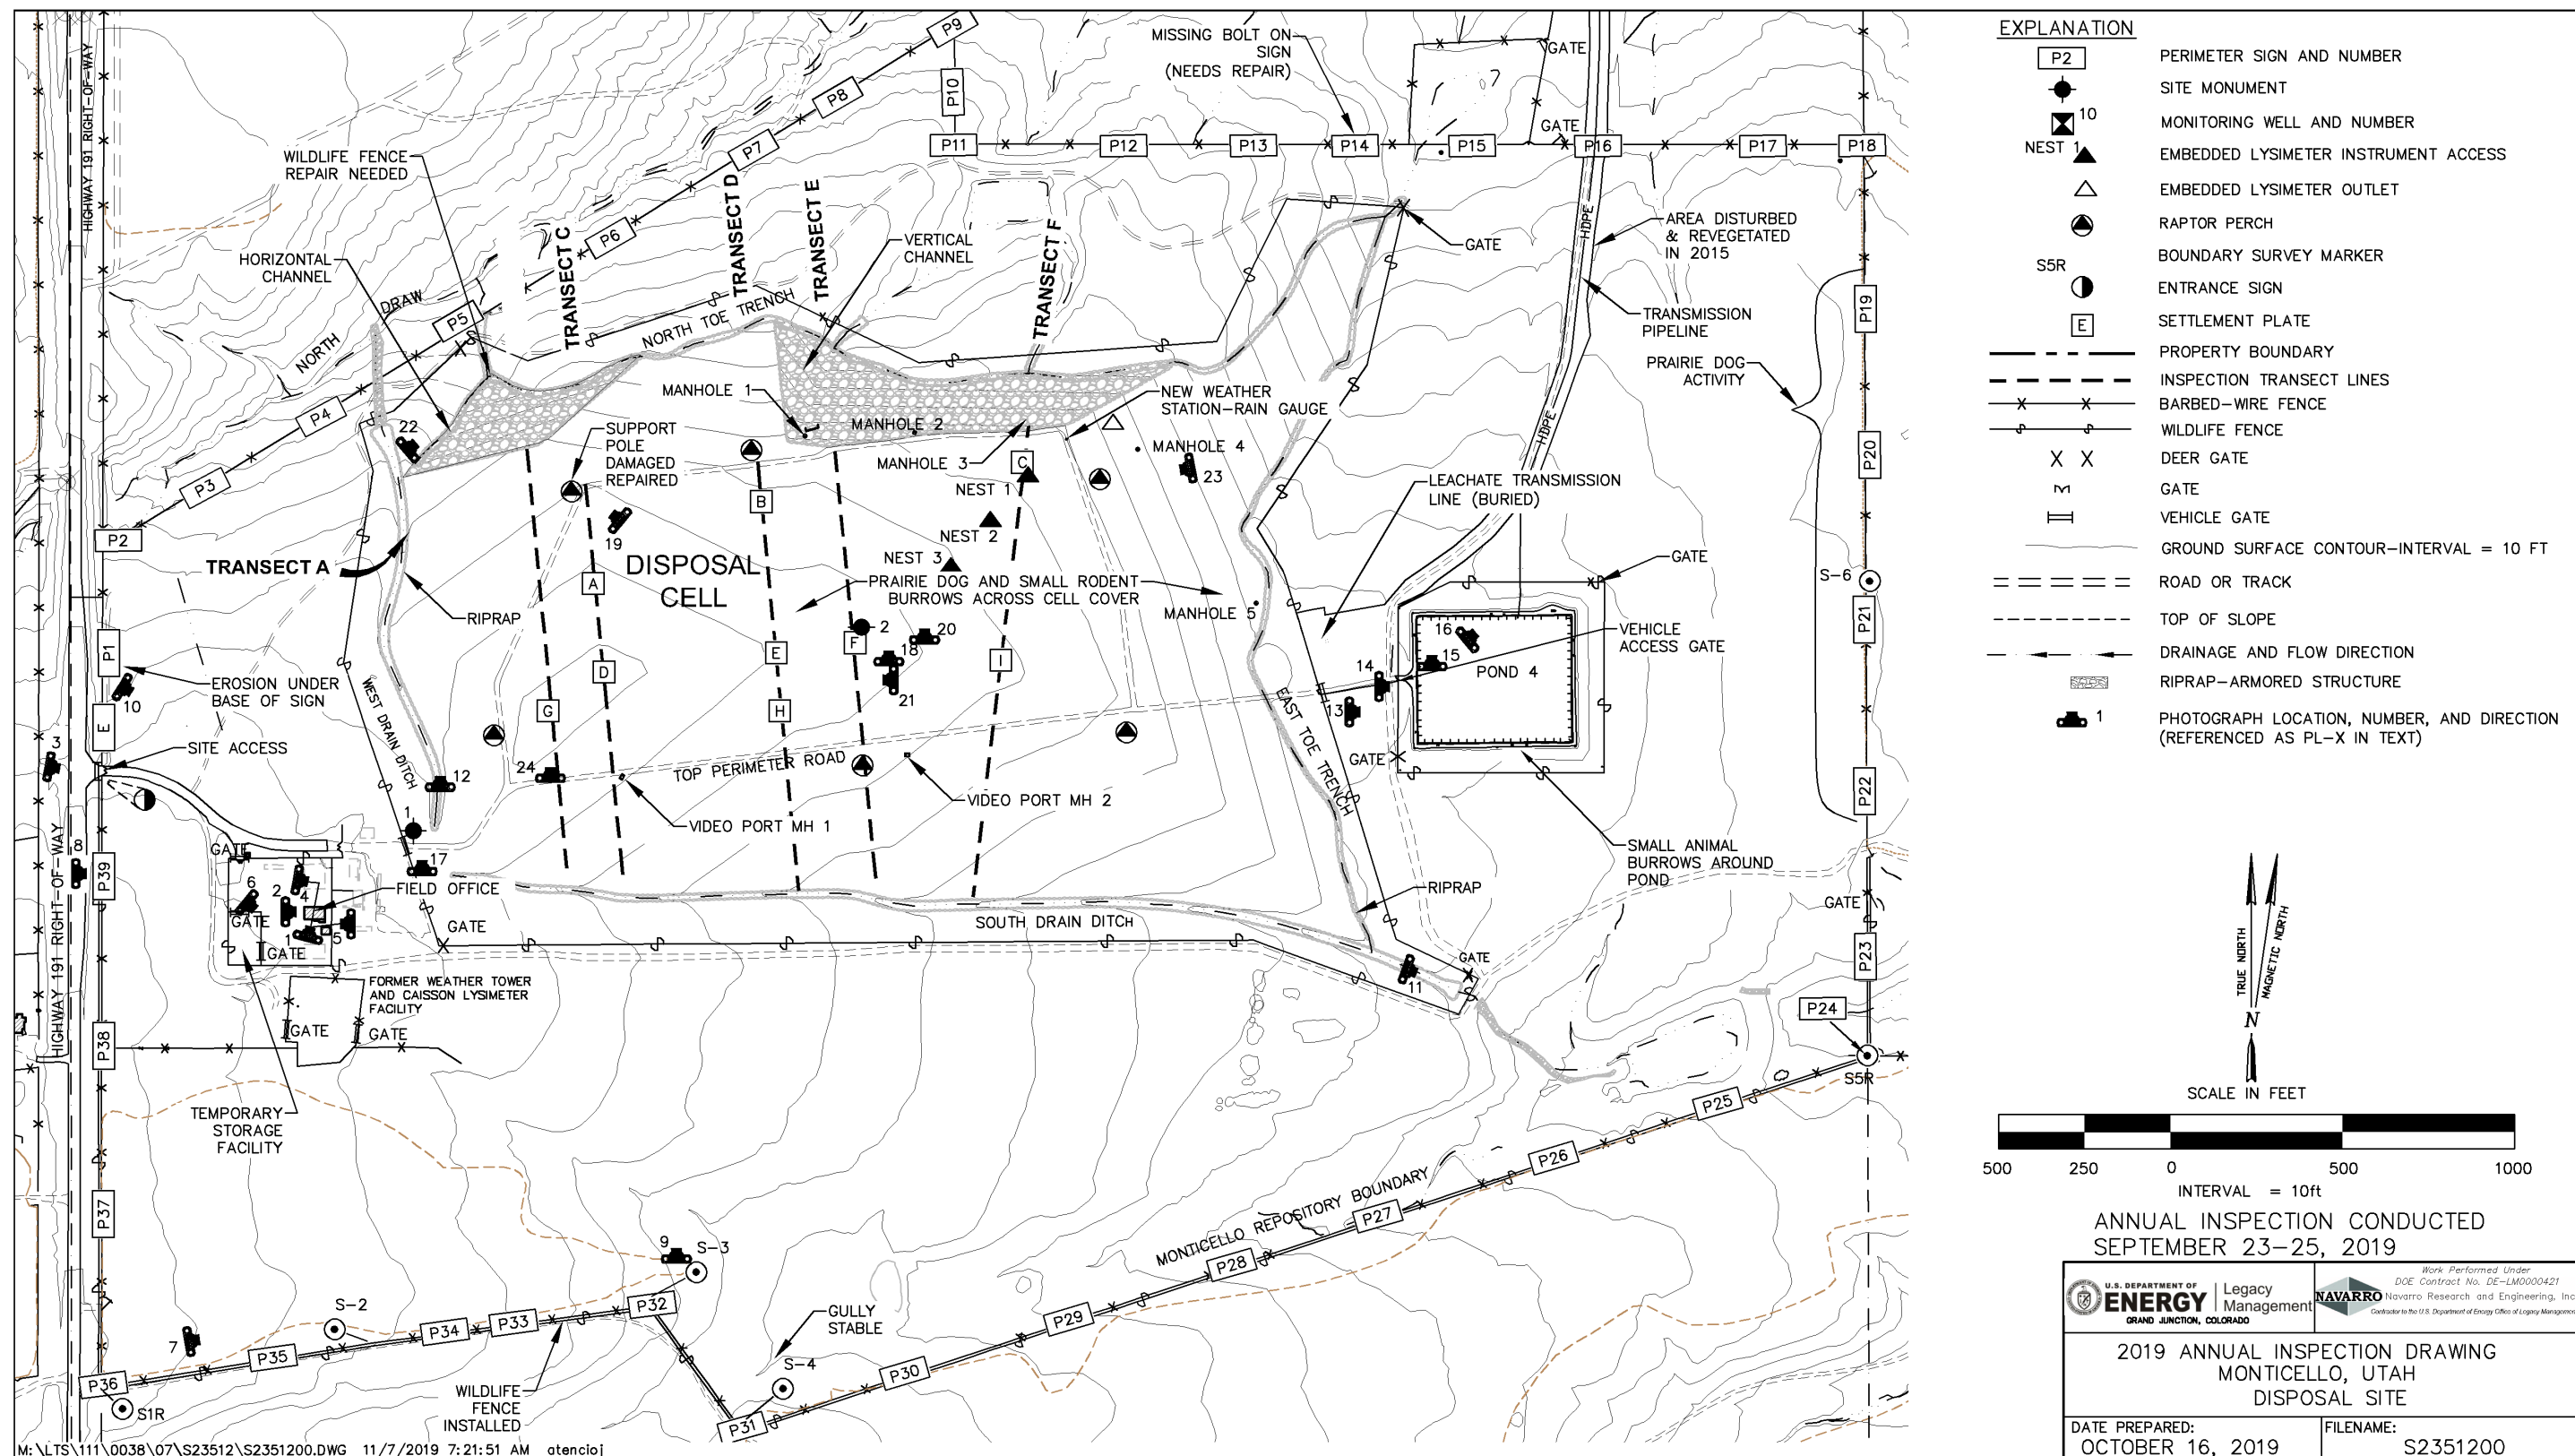 HIGHWAY 191 RIGHT-OF-WAY
P9
P10
P8
P7
P11
P12
P13
P14
P15
P16
P17
P18
MISSING BOLT ON
SIGN
(NEEDS REPAIR)
GATE
GATE
WILDLIFE FENCE
REPAIR NEEDED
P6
TRANSECT C
TRANSECT D
TRANSECT E
TRANSECT F
VERTICAL
CHANNEL
HORIZONTAL
CHANNEL
NORTH DRAW
P5
P4
P3
P2
NORTH TOE TRENCH
GATE
HDPE
AREA DISTURBED
& REVEGETATED
IN 2015
TRANSMISSION
PIPELINE
PRAIRIE DOG
ACTIVITY
P19
P20
MANHOLE 1
MANHOLE 2
MANHOLE 3
NEW WEATHER
STATION-RAIN GAUGE
MANHOLE 4
HDPE
22
SUPPORT
POLE
DAMAGED
REPAIRED
19
B
C
NEST 1
NEST 2
NEST 3
23
LEACHATE TRANSMISSION
LINE (BURIED)
GATE
TRANSECT A
RIPRAP
DISPOSAL
CELL
A
PRAIRIE DOG AND SMALL RODENT
BURROWS ACROSS CELL COVER
MANHOLE 5
S-6
P21
2
20
F
18
21
E
D
G
H
I
VEHICLE
ACCESS GATE
16
15
14
13
POND 4
P1
EROSION UNDER
BASE OF SIGN
10
E
SITE ACCESS
3
WEST DRAIN DITCH
12
24
TOP PERIMETER ROAD
VIDEO PORT MH 2
VIDEO PORT MH 1
EAST TOE TRENCH
GATE
P22
1
17
8
P39
HIGHWAY 191 RIGHT-OF-WAY
GATE
6
2
4
FIELD OFFICE
GATE
1
5
GATE
GATE
SOUTH DRAIN DITCH
RIPRAP
SMALL ANIMAL
BURROWS AROUND
POND
GATE
P23
GATE
11
FORMER WEATHER TOWER
AND CAISSON LYSIMETER
FACILITY
GATE
GATE
P38
P24
S5R
TEMPORARY
STORAGE
FACILITY
P37
P25
P26
P27
P28
P29
P30
MONTICELLO REPOSITORY BOUNDARY
9
S-3
S-2
P32
P33
P34
P35
7
P36
S1R
GULLY
STABLE
S-4
P31
WILDLIFE
FENCE
INSTALLED
M:\LTS\111\0038\07\S23512\S2351200.DWG 11/7/2019 7:21:51 AM atencioj
EXPLANATION
P2 PERIMETER SIGN AND NUMBER
SITE MONUMENT
10 MONITORING WELL AND NUMBER
NEST 1 EMBEDDED LYSIMETER INSTRUMENT ACCESS
EMBEDDED LYSIMETER OUTLET
RAPTOR PERCH
S5R BOUNDARY SURVEY MARKER
ENTRANCE SIGN
E SETTLEMENT PLATE
PROPERTY BOUNDARY
INSPECTION TRANSECT LINES
BARBED-WIRE FENCE
WILDLIFE FENCE
X X DEER GATE
GATE
VEHICLE GATE
GROUND SURFACE CONTOUR-INTERVAL = 10 FT
ROAD OR TRACK
TOP OF SLOPE
DRAINAGE AND FLOW DIRECTION
RIPRAP-ARMORED STRUCTURE
1 PHOTOGRAPH LOCATION, NUMBER, AND DIRECTION
(REFERENCED AS PL-X IN TEXT)
TRUE NORTH
MAGNETIC NORTH
N
SCALE IN FEET
500 250 0 500 1000
INTERVAL = 10ft
ANNUAL INSPECTION CONDUCTED
SEPTEMBER 23-25, 2019
U.S. DEPARTMENT OF
ENERGY
Legacy
Management
GRAND JUNCTION, COLORADO
NAVARRO
Work Performed Under
DOE Contract No. DE-LM0000421
Navarro Research and Engineering, Inc
Contractor to the U.S. Department of Energy Office of Legacy Management
2019 ANNUAL INSPECTION DRAWING
MONTICELLO, UTAH
DISPOSAL SITE
DATE PREPARED:
OCTOBER 16, 2019
FILENAME:
S2351200